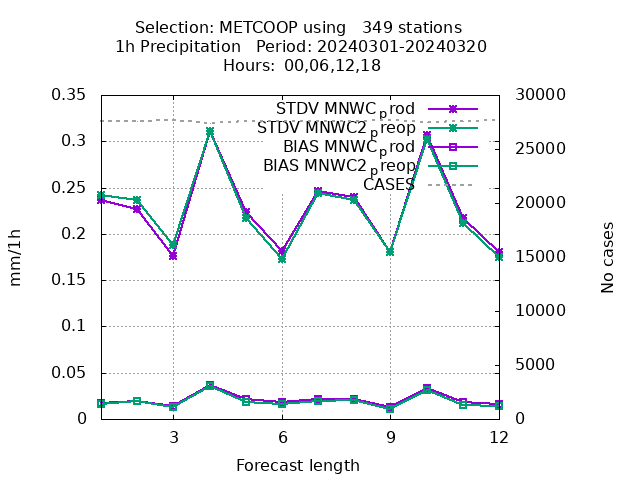 Selection: METCOOP using 349 stations
1h Precipitation Period: 20240301-20240320
Hours: 00,06,12,18
STDV MNWC_prod
STDV MNWC2_preop
BIAS MNWC_prod
BIAS MNWC2_preop
CASES
mm/1h
0.35
0.3
0.25
0.2
0.15
0.1
0.05
0
30000
25000
20000
15000
10000
5000
0
No cases
3 6 9 12
Forecast length